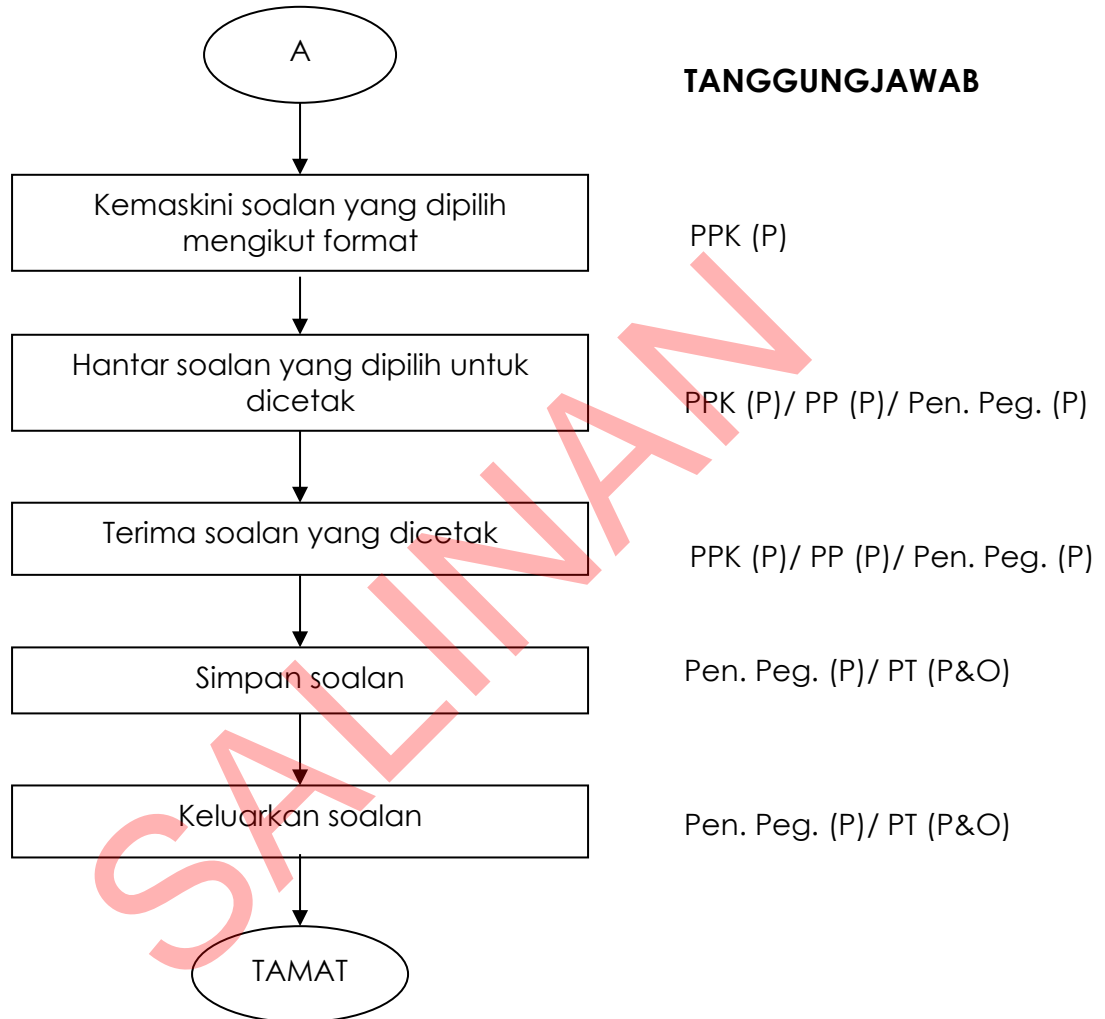 A
TANGGUNGJAWAB
Kemaskini soalan yang dipilih
mengikut format
PPK (P)
Hantar soalan yang dipilih untuk
dicetak
PPK (P)/ PP (P)/ Pen. Peg. (P)
Terima soalan yang dicetak
PPK (P)/ PP (P)/ Pen. Peg. (P)
Simpan soalan
Pen. Peg. (P)/ PT (P&O)
Keluarkan soalan
Pen. Peg. (P)/ PT (P&O)
TAMAT
SALINAN